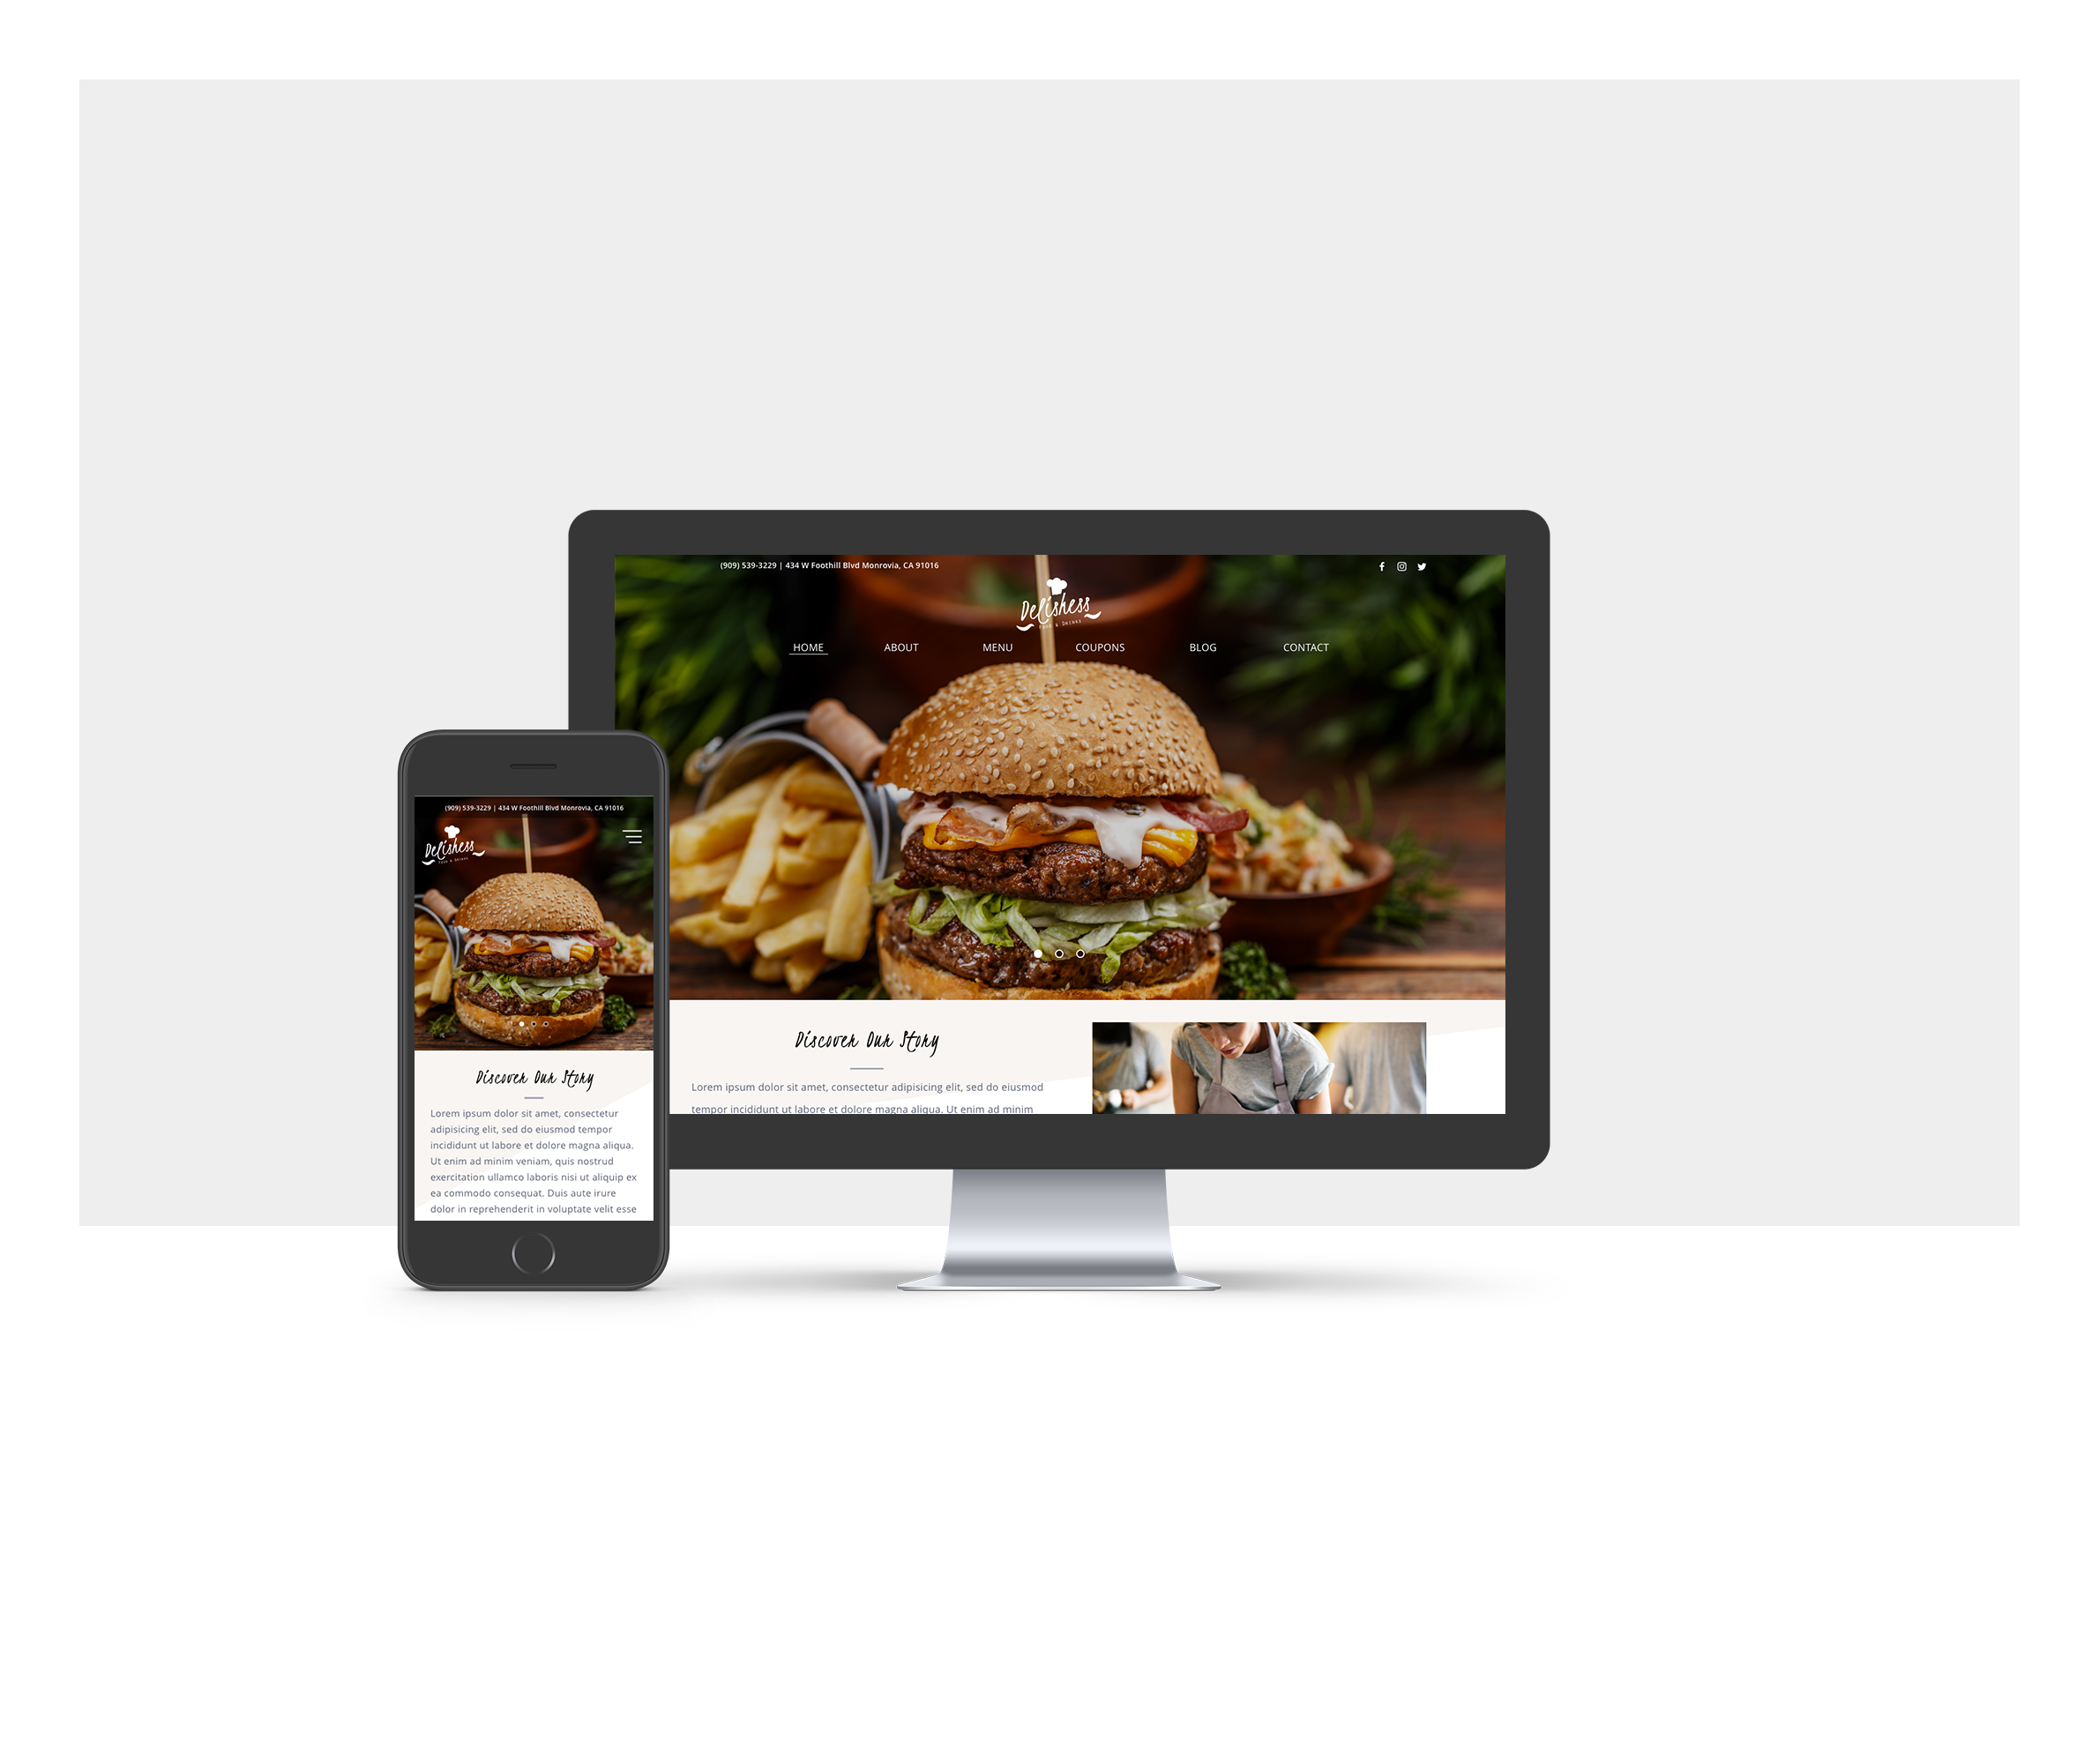 (909) 539-3229 | 434 W Foothill Blvd Monrovia, CA 91016
Delishess
FOOD & DRINKS
HOME ABOUT MENU COUPONS BLOG CONTACT
Discover Our Story
Lorem ipsum dolor sit amet, consectetur adipisicing elit, sed do eiusmod
tempor incididunt ut labore et dolore magna aliqua. Ut enim ad minim
(909) 539-3229 | 434 W Foothill Blvd Monrovia, CA 91016
Delishess
FOOD & DRINKS
Discover Our Story
Lorem ipsum dolor sit amet, consectetur
adipisicing elit, sed do eiusmod tempor
incididunt ut labore et dolore magna aliqua.
Ut enim ad minim veniam, quis nostrud
exercitation ullamco laboris nisi ut aliquip ex
ea commodo consequat. Duis aute irure
dolor in reprehenderit in voluptate velit esse